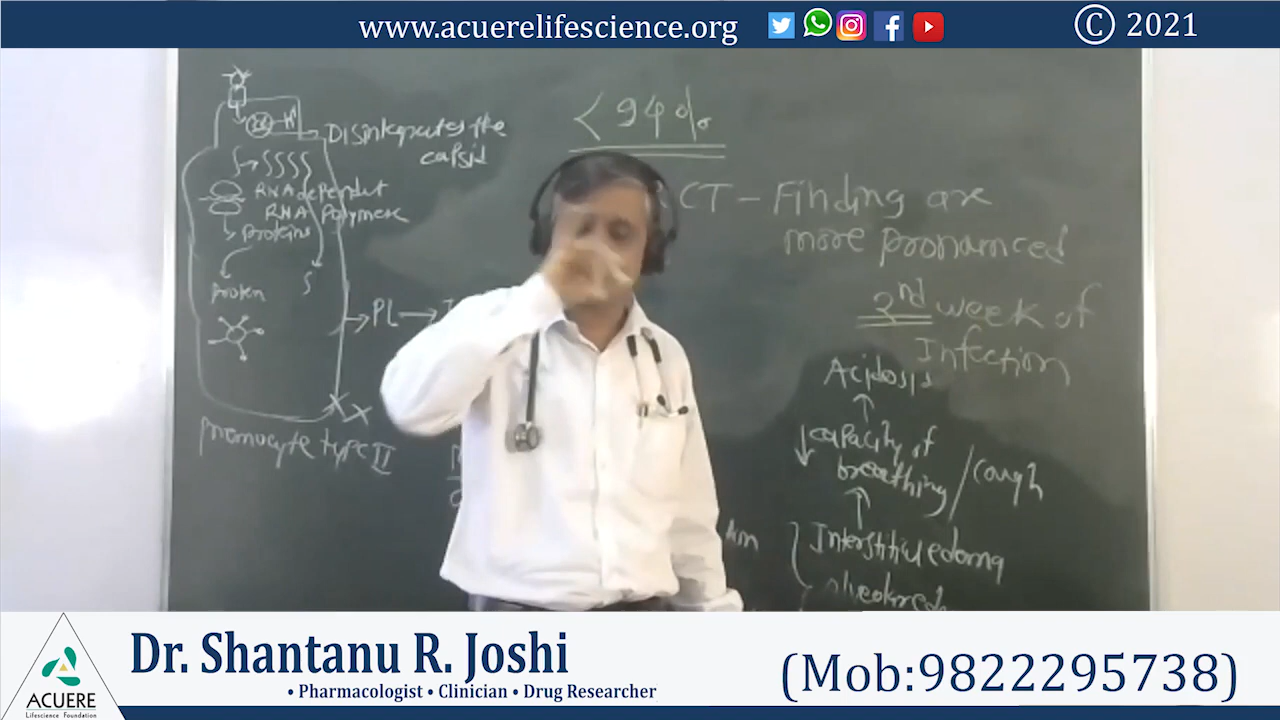 www.acuerelifescience.org
© 2021
Disintegrates the
capsid
RNA dependent
RNA Polymerase
Proteins
Protein
→ PL →
Pnemocyte type II
< 94%
CT – Finding are
more pronounced
2nd week of
Infection
Acidosis
↑
↓ capacity of
breathing / cough
↑
Interstitial edema
Dr. Shantanu R. Joshi
• Pharmacologist • Clinician • Drug Researcher
(Mob:9822295738)
ACUERE
Lifescience Foundation